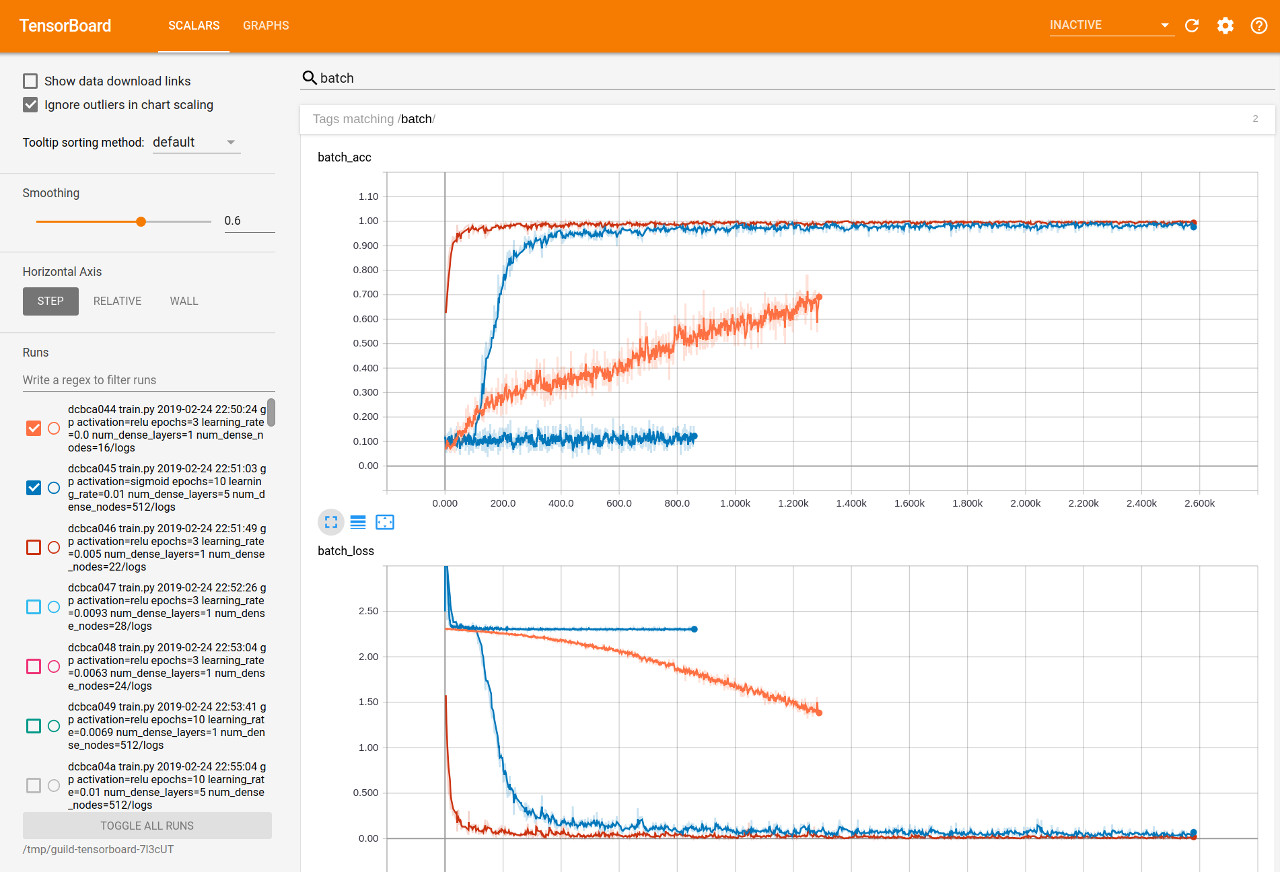 TensorBoard
SCALARS
GRAPHS
INACTIVE
Show data download links
Ignore outliers in chart scaling
Tooltip sorting method: default
Smoothing
0.6
Horizontal Axis
STEP
RELATIVE
WALL
Runs
Write a regex to filter runs
dcbca044 train.py 2019-02-24 22:50:24 g
p activation=relu epochs=3 learning_rate
=0.0 num_dense_layers=1 num_dense_n
odes=16/logs
dcbca045 train.py 2019-02-24 22:51:03 g
p activation=sigmoid epochs=10 learnin
g_rate=0.01 num_dense_layers=5 num_d
ense_nodes=512/logs
dcbca046 train.py 2019-02-24 22:51:49 g
p activation=relu epochs=3 learning_rate
=0.005 num_dense_layers=1 num_dense
_nodes=22/logs
dcbca047 train.py 2019-02-24 22:52:26 g
p activation=relu epochs=3 learning_rate
=0.0093 num_dense_layers=1 num_dens
e_nodes=28/logs
dcbca048 train.py 2019-02-24 22:53:04 g
p activation=relu epochs=3 learning_rate
=0.0063 num_dense_layers=1 num_dens
e_nodes=24/logs
dcbca049 train.py 2019-02-24 22:53:41 g
p activation=relu epochs=10 learning_rat
e=0.0069 num_dense_layers=1 num_den
se_nodes=512/logs
dcbca04a train.py 2019-02-24 22:55:04 g
p activation=relu epochs=10 learning_rat
e=0.01 num_dense_layers=5 num_dense
_nodes=512/logs
TOGGLE ALL RUNS
/tmp/guild-tensorboard-7l3cUT
batch
Tags matching /batch/
2
batch_acc
1.10
1.00
0.900
0.800
0.700
0.600
0.500
0.400
0.300
0.200
0.100
0.00
0.000 200.0 400.0 600.0 800.0 1.000k 1.200k 1.400k 1.600k 1.800k 2.000k 2.200k 2.400k 2.600k
batch_loss
2.50
2.00
1.50
1.00
0.500
0.00